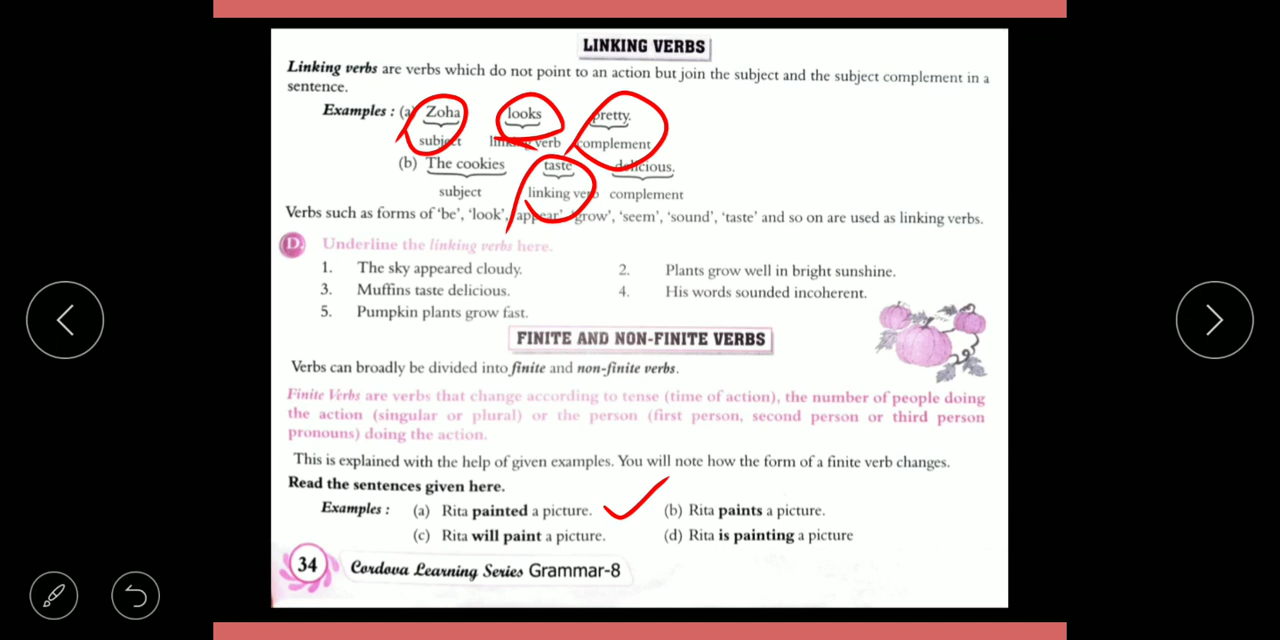 LINKING VERBS
Linking verbs are verbs which do not point to an action but join the subject and the subject complement in a
sentence.
Examples : (a) Zoha looks pretty.
subject linking verb complement
(b) The cookies taste delicious.
subject linking verb complement
Verbs such as forms of 'be', 'look', 'appear', 'grow', 'seem', 'sound', 'taste' and so on are used as linking verbs.
D. Underline the linking verbs here.
1. The sky appeared cloudy. 2. Plants grow well in bright sunshine.
3. Muffins taste delicious. 4. His words sounded incoherent.
5. Pumpkin plants grow fast.
FINITE AND NON-FINITE VERBS
Verbs can broadly be divided into finite and non-finite verbs.
Finite Verbs are verbs that change according to tense (time of action), the number of people doing
the action (singular or plural) or the person (first person, second person or third person
pronouns) doing the action.
This is explained with the help of given examples. You will note how the form of a finite verb changes.
Read the sentences given here.
Examples : (a) Rita painted a picture. (b) Rita paints a picture.
(c) Rita will paint a picture. (d) Rita is painting a picture
34 Cordova Learning Series Grammar-8